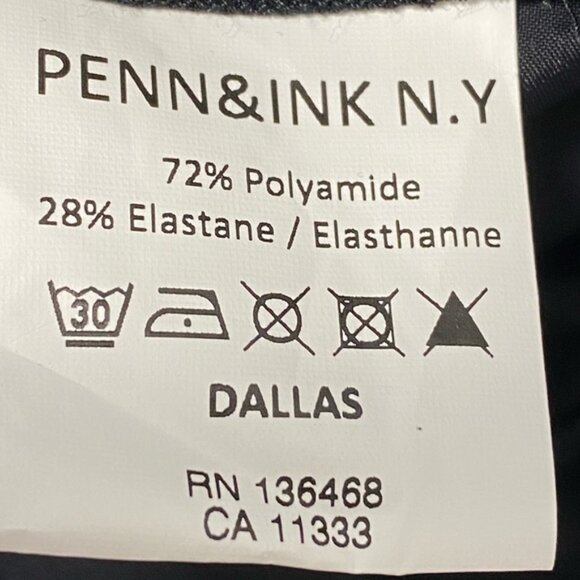 PENN&INK N.Y
72% Polyamide
28% Elastane / Elasthanne
30
DALLAS
RN 136468
CA 11333